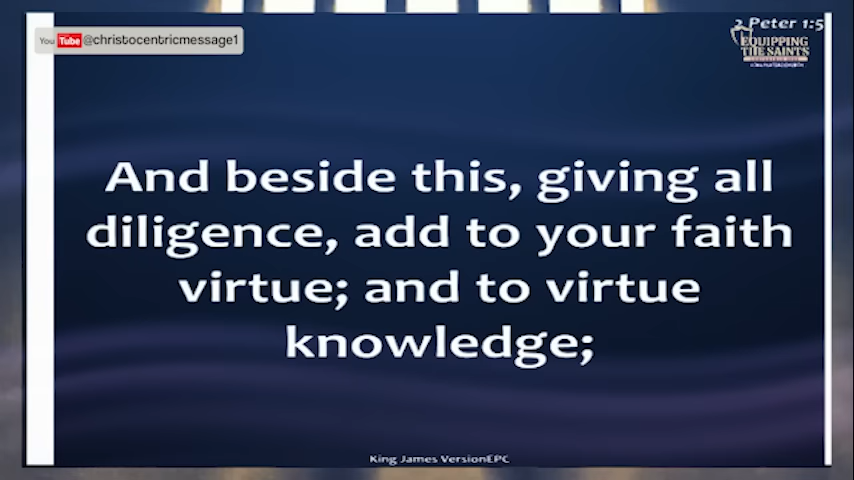 2 Peter 1:5
You Tube @christocentricmessage1
EQUIPPING
THE SAINTS
And beside this, giving all
diligence, add to your faith
virtue; and to virtue
knowledge;
King James VersionEPC